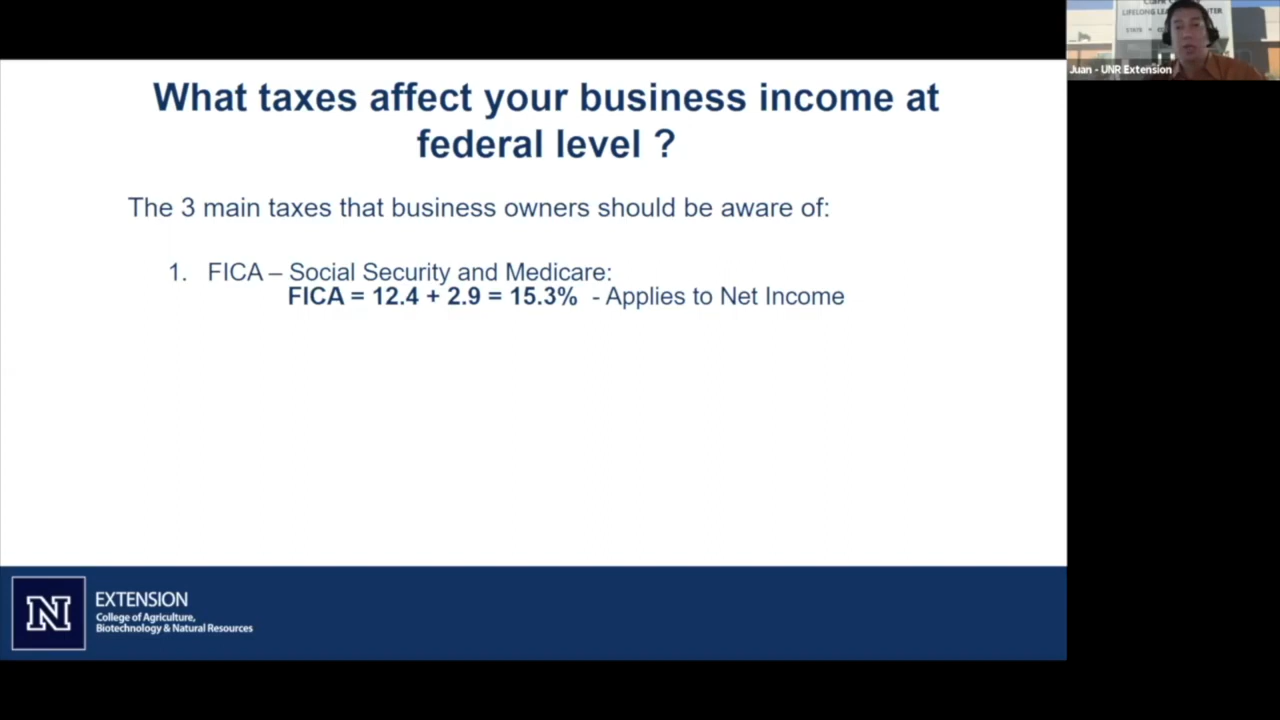 What taxes affect your business income at
federal level ?
The 3 main taxes that business owners should be aware of:
1. FICA – Social Security and Medicare:
FICA = 12.4 + 2.9 = 15.3% - Applies to Net Income
N
EXTENSION
College of Agriculture,
Biotechnology & Natural Resources
LIFELONG
STATE
Juan - UNR Extension